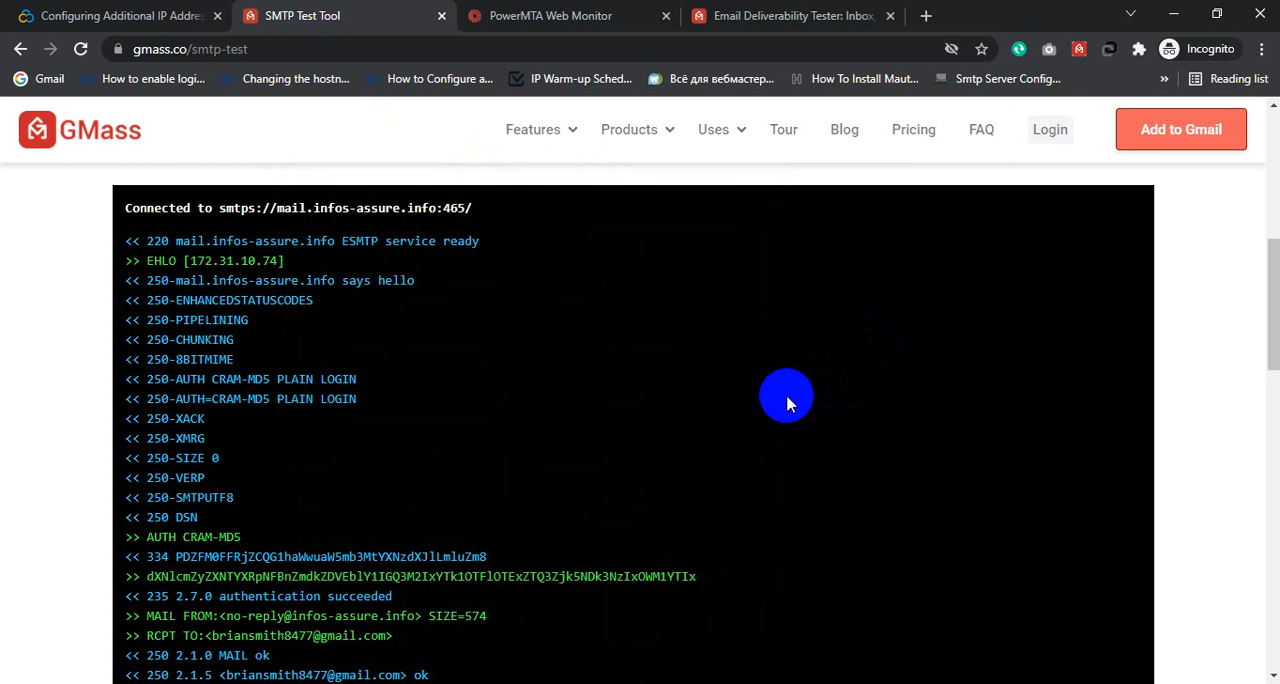 Configuring Additional IP Addre
SMTP Test Tool
PowerMTA Web Monitor
Email Deliverability Tester: Inbox,
gmass.co/smtp-test
Incognito
Gmail
How to enable logi...
Changing the hostn...
How to Configure a...
IP Warm-up Sched...
Всё для вебмастер...
How To Install Maut...
Smtp Server Config...
»
Reading list
GMass
Features
Products
Uses
Tour
Blog
Pricing
FAQ
Login
Add to Gmail
Connected to smtps://mail.infos-assure.info:465/
<< 220 mail.infos-assure.info ESMTP service ready
>> EHLO [172.31.10.74]
<< 250-mail.infos-assure.info says hello
<< 250-ENHANCEDSTATUSCODES
<< 250-PIPELINING
<< 250-CHUNKING
<< 250-8BITMIME
<< 250-AUTH CRAM-MD5 PLAIN LOGIN
<< 250-AUTH=CRAM-MD5 PLAIN LOGIN
<< 250-XACK
<< 250-XMRG
<< 250-SIZE 0
<< 250-VERP
<< 250-SMTPUTF8
<< 250 DSN
>> AUTH CRAM-MD5
<< 334 PDZFM0FFRjZCQG1haWwuaW5mb3MtYXNzdXJlLmluZm8
>> dXNlcmZyZXNTYXRpNFBnZmdkZDVEblY1IGQ3M2IxYTk1OTFlOTExZTQ3Zjk5NDk3NzIxOWM1YTIx
<< 235 2.7.0 authentication succeeded
>> MAIL FROM:<no-reply@infos-assure.info> SIZE=574
>> RCPT TO:<briansmith8477@gmail.com>
<< 250 2.1.0 MAIL ok
<< 250 2.1.5 <briansmith8477@gmail.com> ok